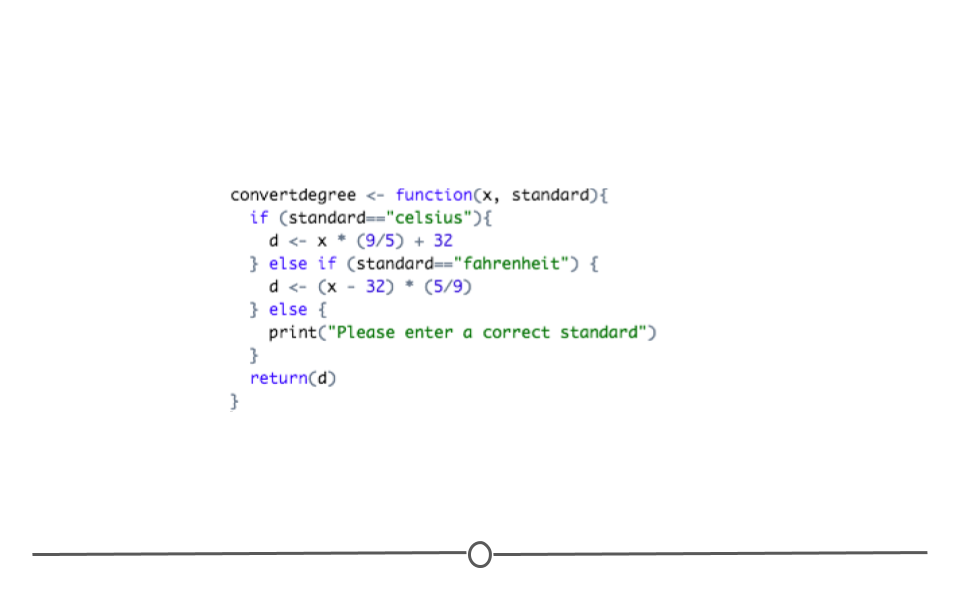 convertdegree <- function(x, standard){
  if (standard=="celsius"){
    d <- x * (9/5) + 32
  } else if (standard=="fahrenheit") {
    d <- (x - 32) * (5/9)
  } else {
    print("Please enter a correct standard")
  }
  return(d)
}